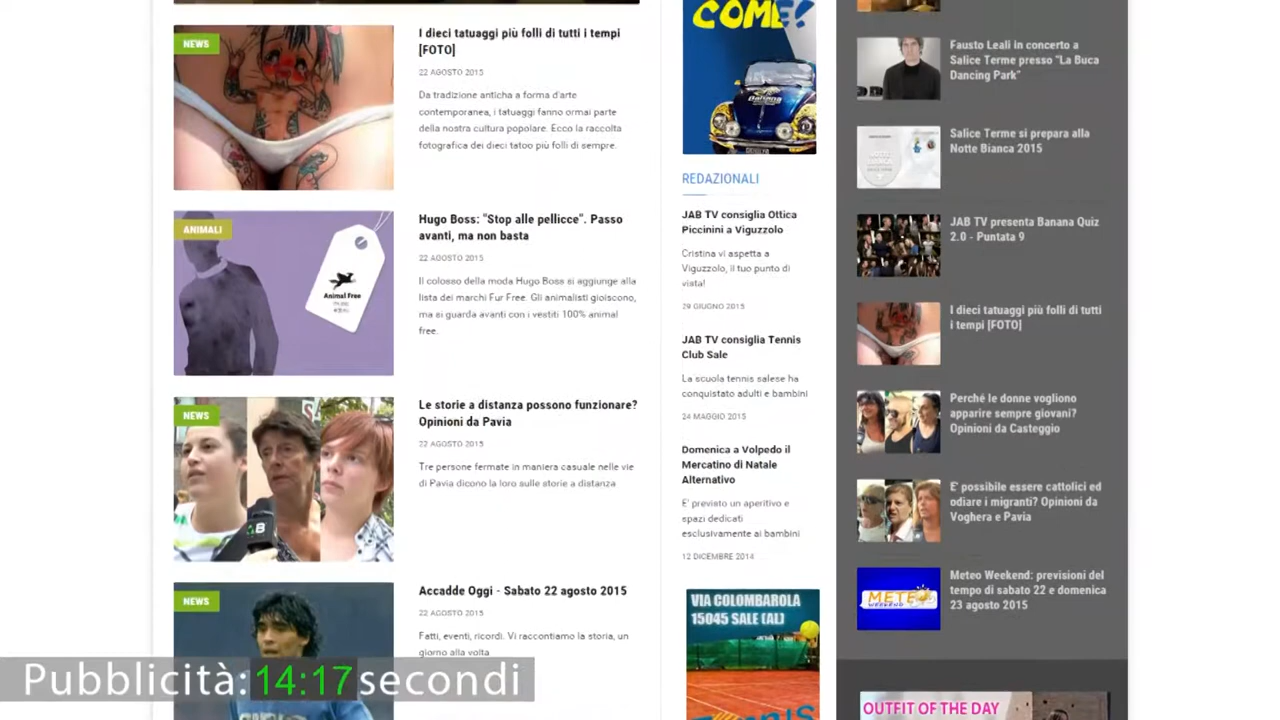 NEWS
I dieci tatuaggi più folli di tutti i tempi
[FOTO]
22 AGOSTO 2015
Da tradizione antica a forma d'arte
contemporanea, i tatuaggi fanno ormai parte
della nostra cultura popolare. Ecco la raccolta
fotografica dei dieci tatoo più folli di sempre.
ANIMALI
Animal Free
Hugo Boss: "Stop alle pellicce". Passo
avanti, ma non basta
22 AGOSTO 2015
Il colosso della moda Hugo Boss si aggiunge alla
lista dei marchi Fur Free. Gli animalisti gioiscono,
ma si guarda avanti con i vestiti 100% animal
free.
NEWS
Le storie a distanza possono funzionare?
Opinioni da Pavia
22 AGOSTO 2015
Tre persone fermate in maniera casuale nelle vie
di Pavia dicono la loro sulle storie a distanza
NEWS
Accadde Oggi - Sabato 22 agosto 2015
22 AGOSTO 2015
Fatti, eventi, ricordi. Vi raccontiamo la storia, un
giorno alla volta
COME?
REDAZIONALI
JAB TV consiglia Ottica
Piccinini a Viguzzolo
Cristina vi aspetta a
Viguzzolo, il tuo punto di
vista!
29 GIUGNO 2015
JAB TV consiglia Tennis
Club Sale
La scuola tennis salese ha
conquistato adulti e bambini
24 MAGGIO 2015
Domenica a Volpedo il
Mercatino di Natale
Alternativo
E' previsto un aperitivo e
spazi dedicati
esclusivamente ai bambini
12 DICEMBRE 2014
VIA COLOMBAROLA
15045 SALE (AL)
Fausto Leali in concerto a
Salice Terme presso "La Buca
Dancing Park"
Salice Terme si prepara alla
Notte Bianca 2015
JAB TV presenta Banana Quiz
2.0 - Puntata 9
I dieci tatuaggi più folli di tutti
i tempi [FOTO]
Perché le donne vogliono
apparire sempre giovani?
Opinioni da Casteggio
E' possibile essere cattolici ed
odiare i migranti? Opinioni da
Voghera e Pavia
METEO
WEEKEND
Meteo Weekend: previsioni del
tempo di sabato 22 e domenica
23 agosto 2015
OUTFIT OF THE DAY
Pubblicità: 14:17 secondi